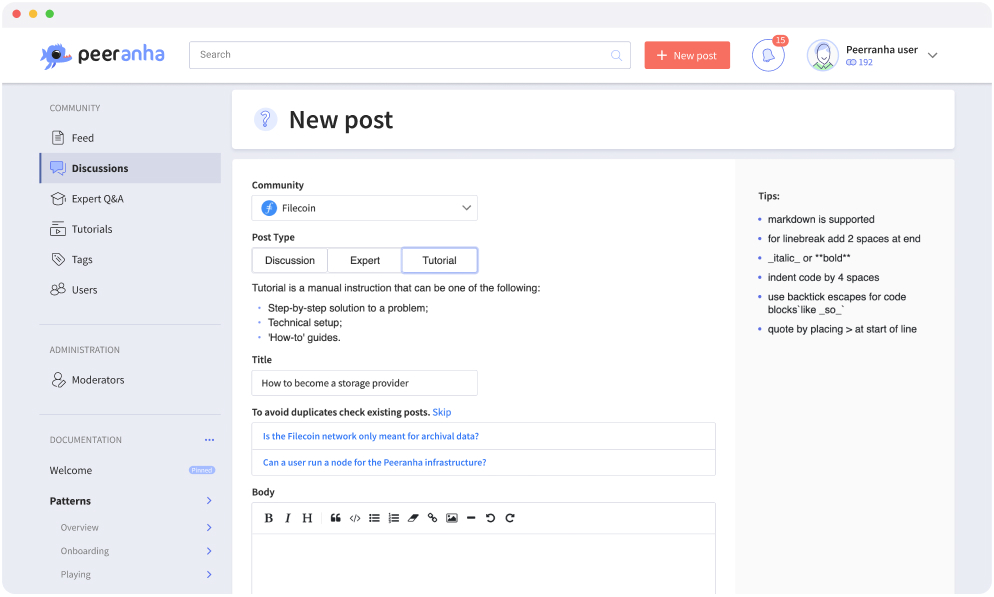 peeranha
Search
+ New post
15
Peerranha user
192
COMMUNITY
Feed
Discussions
Expert Q&A
Tutorials
Tags
Users
ADMINISTRATION
Moderators
DOCUMENTATION
Welcome
Pinned
Patterns
Overview
Onboarding
Playing
? New post
Community
Filecoin
Post Type
Discussion Expert Tutorial
Tutorial is a manual instruction that can be one of the following:
• Step-by-step solution to a problem;
• Technical setup;
• 'How-to' guides.
Title
How to become a storage provider
To avoid duplicates check existing posts. Skip
Is the Filecoin network only meant for archival data?
Can a user run a node for the Peeranha infrastructure?
Body
B I H
Tips:
• markdown is supported
• for linebreak add 2 spaces at end
• _italic_ or **bold**
• indent code by 4 spaces
• use backtick escapes for code
blocks`like _so_`
• quote by placing > at start of line